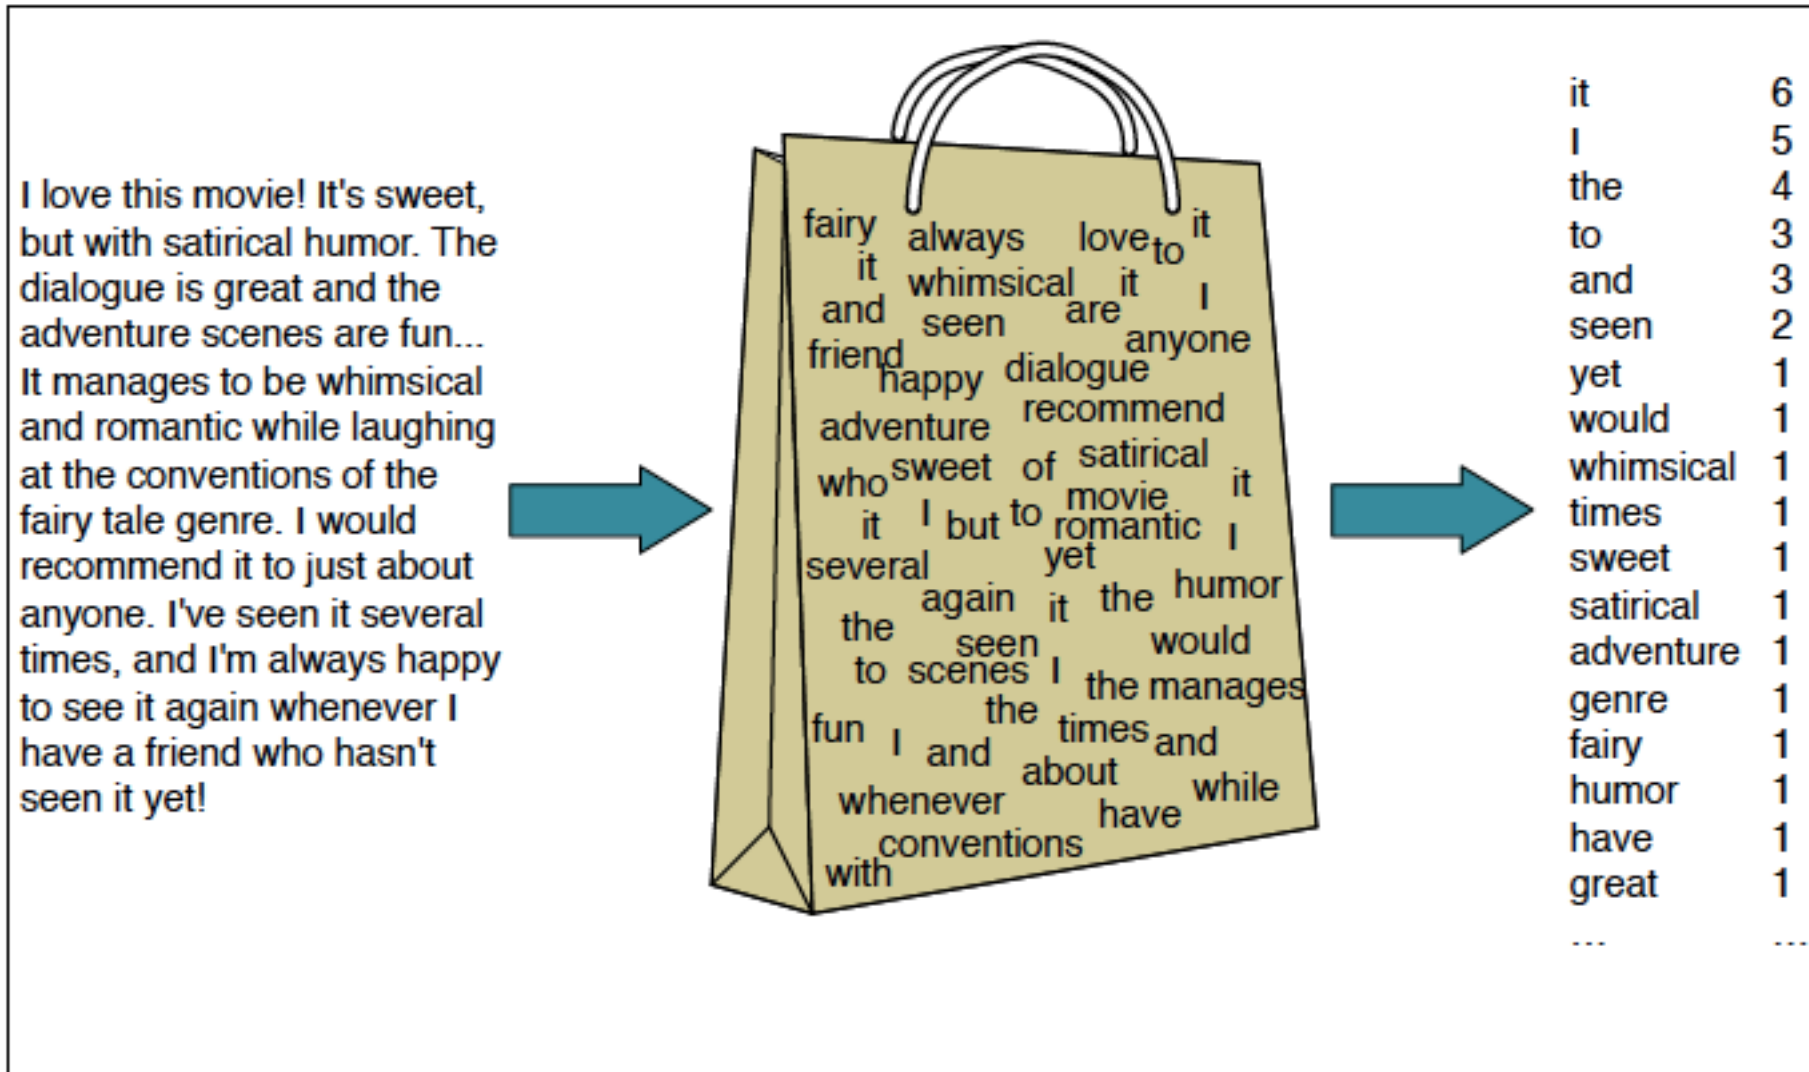 I love this movie! It's sweet,
but with satirical humor. The
dialogue is great and the
adventure scenes are fun...
It manages to be whimsical
and romantic while laughing
at the conventions of the
fairy tale genre. I would
recommend it to just about
anyone. I've seen it several
times, and I'm always happy
to see it again whenever I
have a friend who hasn't
seen it yet!
fairy always love to it
it whimsical it I
and seen are anyone
friend happy dialogue
adventure recommend
who sweet of satirical it
it I but to movie romantic I
several yet
again it the humor
the seen would
to scenes I the manages
fun I and the times and
about
whenever have while
conventions
with
it 6
I 5
the 4
to 3
and 3
seen 2
yet 1
would 1
whimsical 1
times 1
sweet 1
satirical 1
adventure 1
genre 1
fairy 1
humor 1
have 1
great 1
... ...